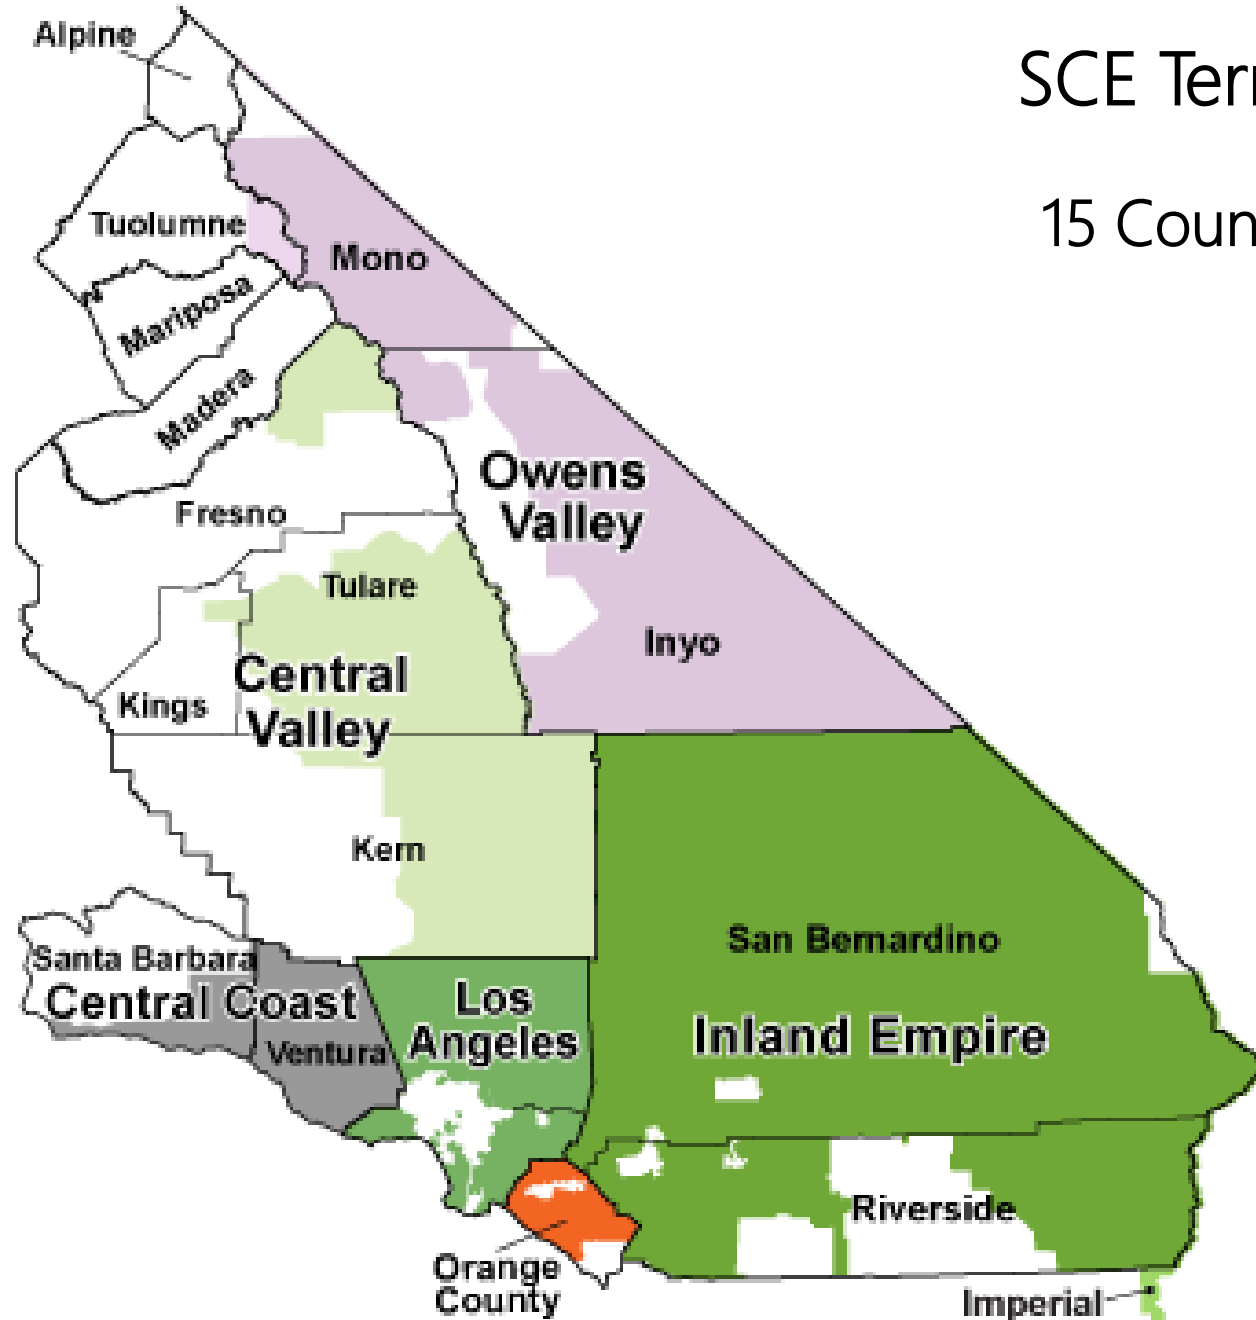 Alpine
SCE Terr
15 Coun
Tuolumne
Mono
Mariposa
Madera
Owens
Valley
Fresno
Tulare
Inyo
Central
Valley
Kings
Kern
San Bernardino
Santa Barbara
Central Coast
Los
Angeles
Inland Empire
Ventura
Riverside
Orange
County
Imperial